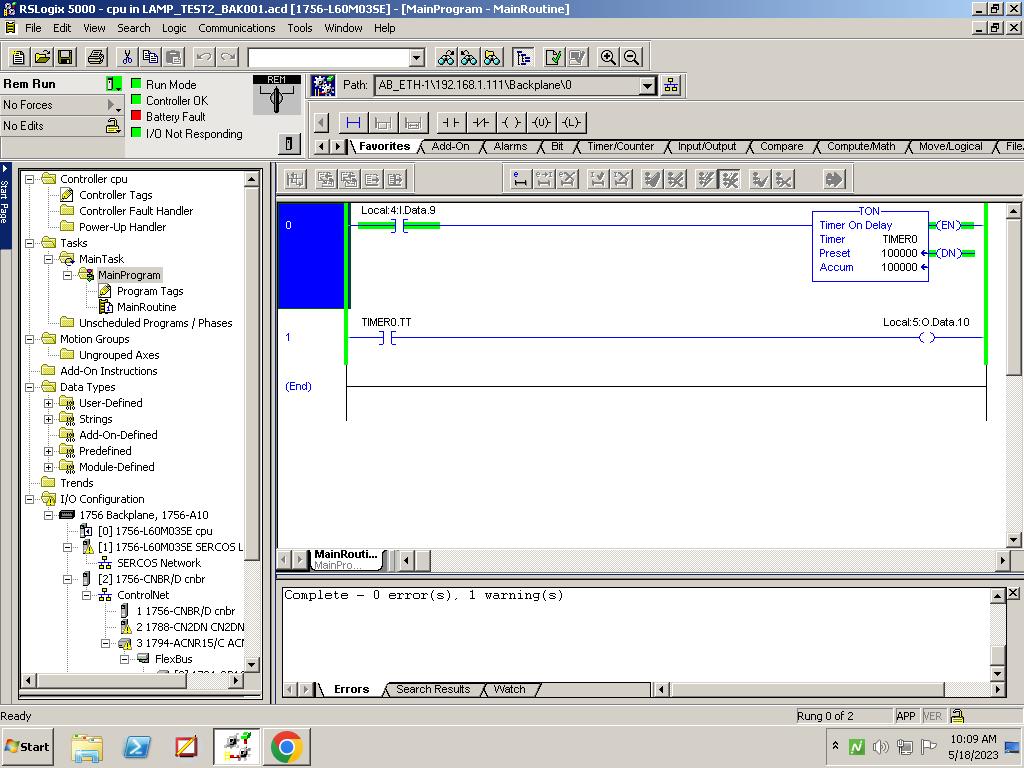 RSLogix 5000 - cpu in LAMP_TEST2_BAK001.acd [1756-L60M03SE] - [MainProgram - MainRoutine]
File Edit View Search Logic Communications Tools Window Help
Rem Run
No Forces
No Edits
Run Mode
Controller OK
Battery Fault
I/O Not Responding
REM
Path: AB_ETH-1\192.168.1.111\Backplane\0
(U) (L)
Favorites Add-On Alarms Bit Timer/Counter Input/Output Compare Compute/Math Move/Logical File.
Start Page
Controller cpu
Controller Tags
Controller Fault Handler
Power-Up Handler
Tasks
MainTask
MainProgram
Program Tags
MainRoutine
Unscheduled Programs / Phases
Motion Groups
Ungrouped Axes
Add-On Instructions
Data Types
User-Defined
Strings
Add-On-Defined
Predefined
Module-Defined
Trends
I/O Configuration
1756 Backplane, 1756-A10
[0] 1756-L60M03SE cpu
[1] 1756-L60M03SE SERCOS L
SERCOS Network
[2] 1756-CNBR/D cnbr
ControlNet
1 1756-CNBR/D cnbr
2 1788-CN2DN CN2DN
3 1794-ACNR15/C ACN
FlexBus
0
Local:4:I.Data.9
TON
Timer On Delay
Timer TIMER0
Preset 100000
Accum 100000
(EN)
(DN)
1
TIMER0.TT
Local:5:O.Data.10
(End)
MainRouti...
MainPro...
Complete - 0 error(s), 1 warning(s)
Errors Search Results Watch
Ready
Rung 0 of 2 APP VER
Start
10:09 AM
5/18/2023